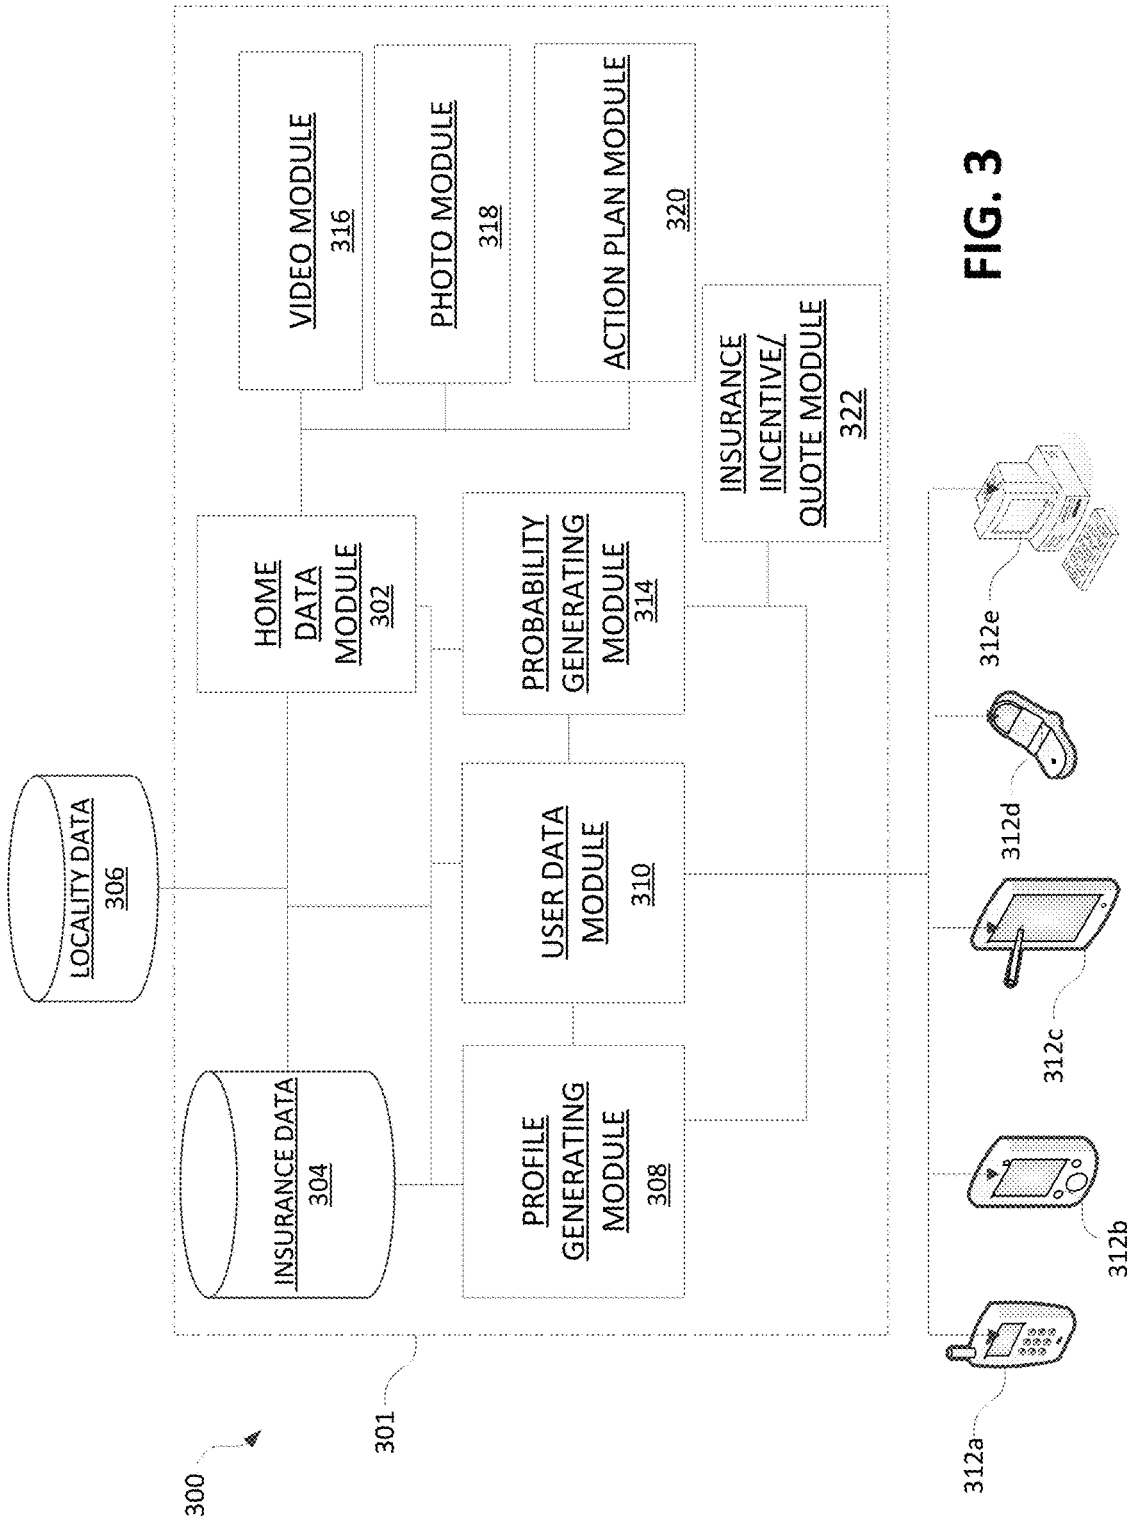 300
301
LOCALITY DATA
306
INSURANCE DATA
304
HOME
DATA
MODULE
302
VIDEO MODULE
316
PHOTO MODULE
318
ACTION PLAN MODULE
320
PROFILE
GENERATING
MODULE
308
USER DATA
MODULE
310
PROBABILITY
GENERATING
MODULE
314
INSURANCE
INCENTIVE/
QUOTE MODULE
322
312a
312b
312c
312d
312e
FIG. 3